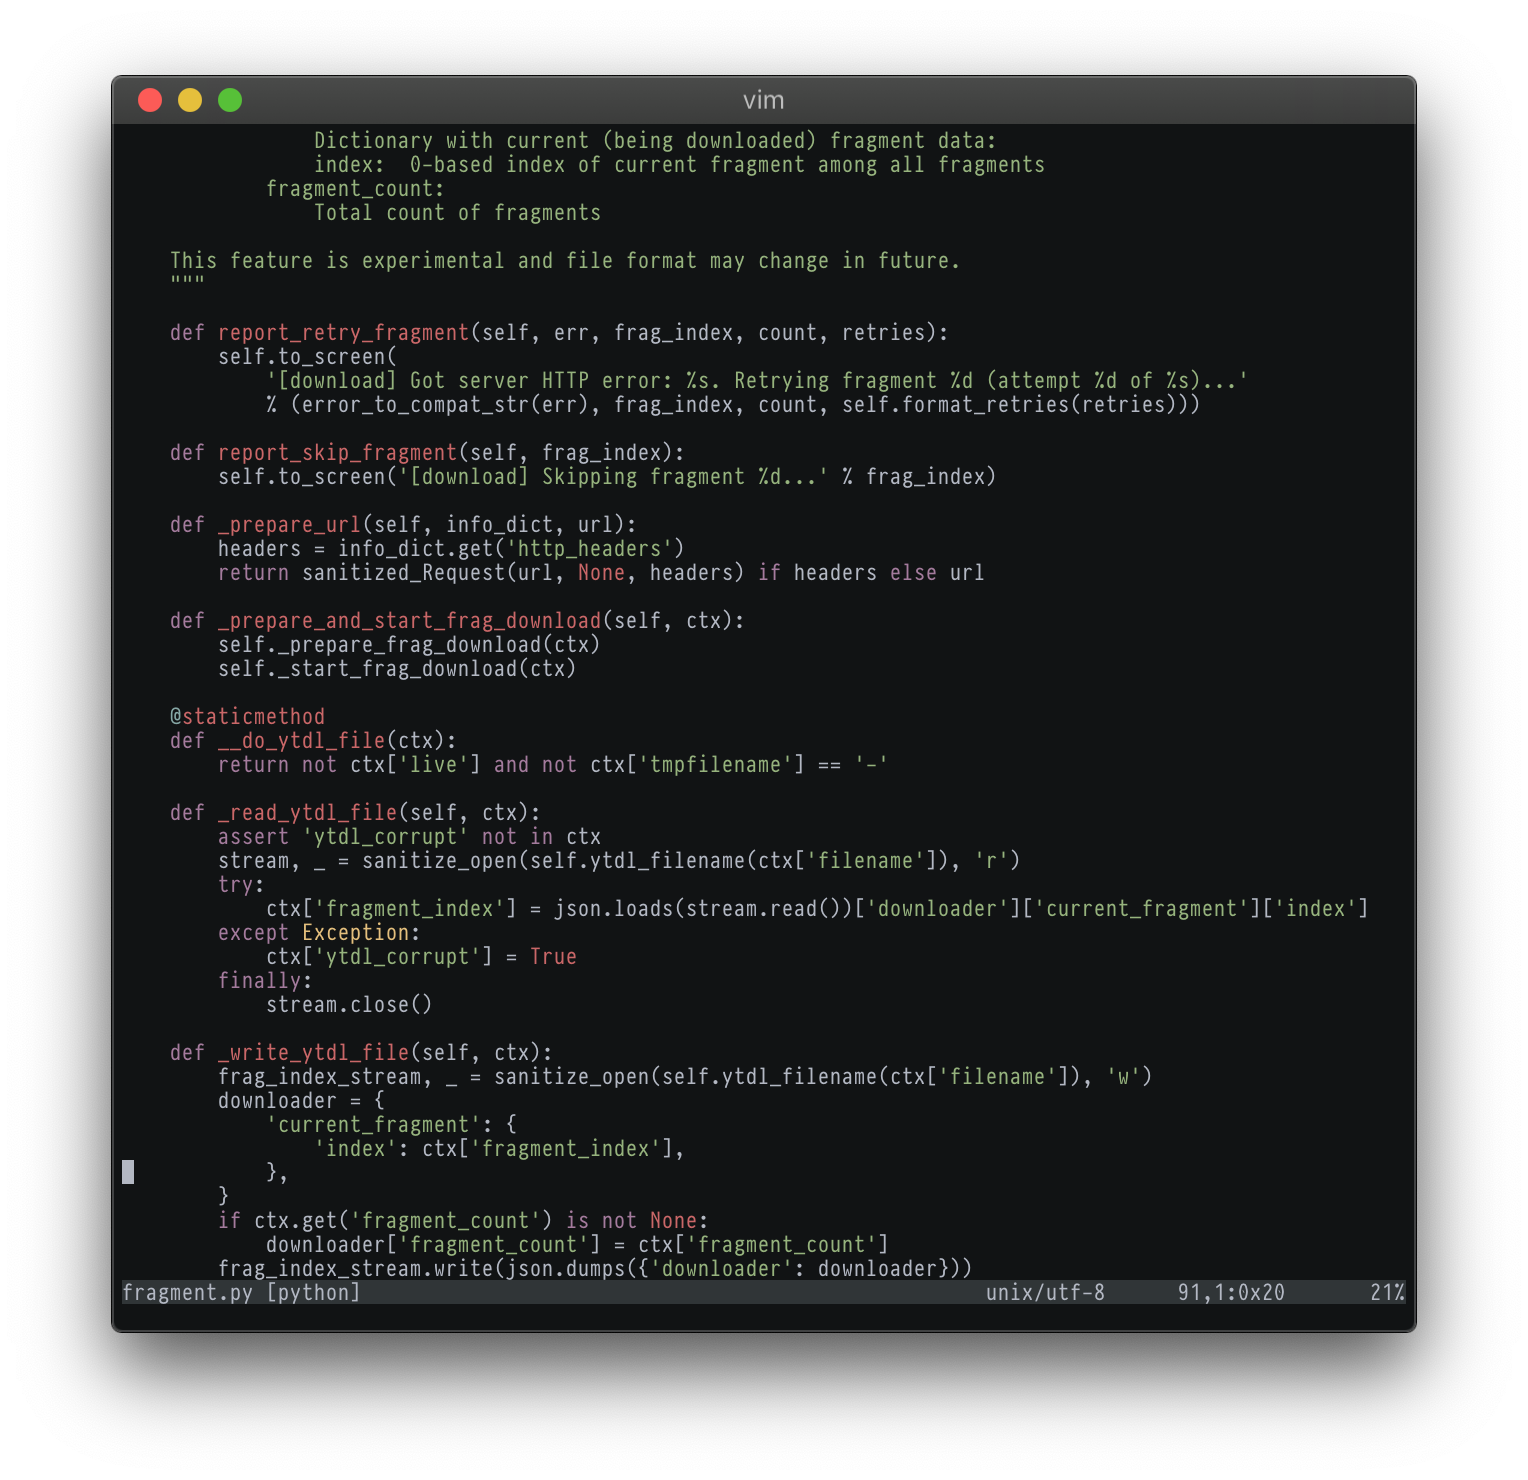 vim
                Dictionary with current (being downloaded) fragment data:
                index:  0-based index of current fragment among all fragments
            fragment_count:
                Total count of fragments

    This feature is experimental and file format may change in future.
    """

    def report_retry_fragment(self, err, frag_index, count, retries):
        self.to_screen(
            '[download] Got server HTTP error: %s. Retrying fragment %d (attempt %d of %s)...'
            % (error_to_compat_str(err), frag_index, count, self.format_retries(retries)))

    def report_skip_fragment(self, frag_index):
        self.to_screen('[download] Skipping fragment %d...' % frag_index)

    def _prepare_url(self, info_dict, url):
        headers = info_dict.get('http_headers')
        return sanitized_Request(url, None, headers) if headers else url

    def _prepare_and_start_frag_download(self, ctx):
        self._prepare_frag_download(ctx)
        self._start_frag_download(ctx)

    @staticmethod
    def __do_ytdl_file(ctx):
        return not ctx['live'] and not ctx['tmpfilename'] == '-'

    def _read_ytdl_file(self, ctx):
        assert 'ytdl_corrupt' not in ctx
        stream, _ = sanitize_open(self.ytdl_filename(ctx['filename']), 'r')
        try:
            ctx['fragment_index'] = json.loads(stream.read())['downloader']['current_fragment']['index']
        except Exception:
            ctx['ytdl_corrupt'] = True
        finally:
            stream.close()

    def _write_ytdl_file(self, ctx):
        frag_index_stream, _ = sanitize_open(self.ytdl_filename(ctx['filename']), 'w')
        downloader = {
            'current_fragment': {
                'index': ctx['fragment_index'],
            },
        }
        if ctx.get('fragment_count') is not None:
            downloader['fragment_count'] = ctx['fragment_count']
        frag_index_stream.write(json.dumps({'downloader': downloader}))
fragment.py [python] unix/utf-8 91,1:0x20 21%